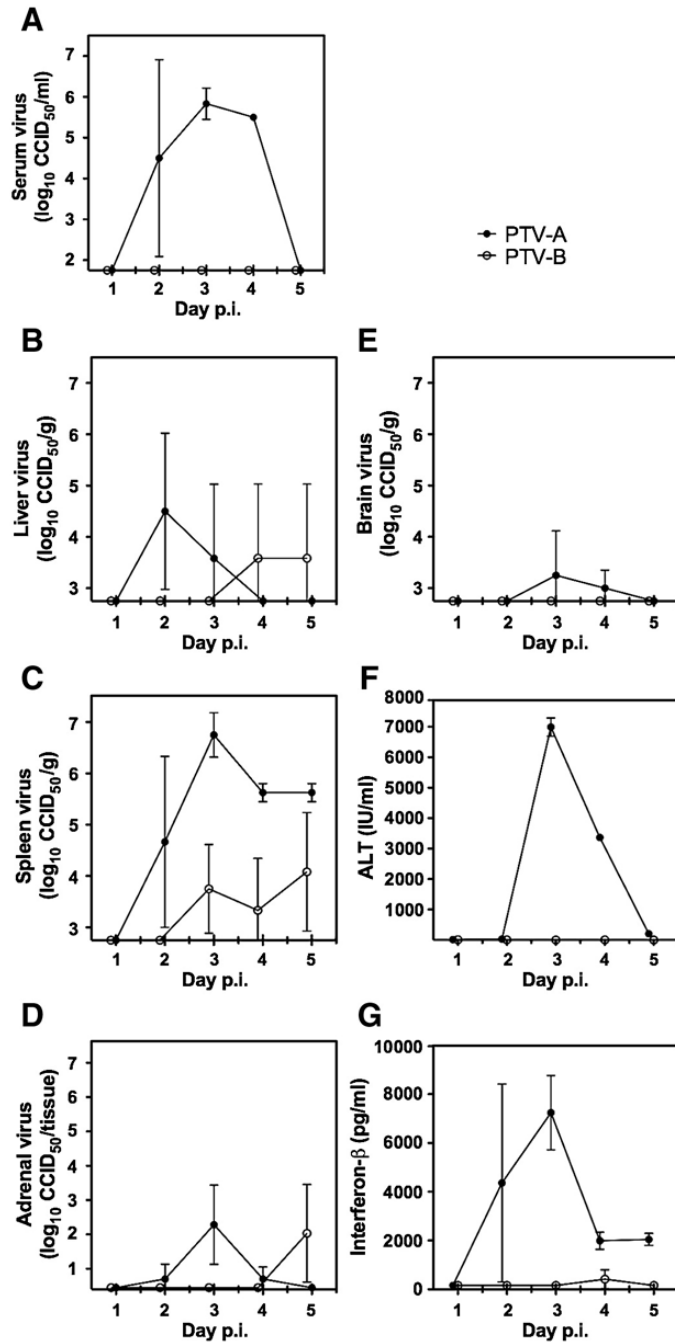 A
Serum virus
(log₁₀ CCID₅₀/ml)
7
6
5
4
3
2
1 2 3 4 5
Day p.i.
PTV-A
PTV-B
B
Liver virus
(log₁₀ CCID₅₀/g)
7
6
5
4
3
1 2 3 4 5
Day p.i.
E
Brain virus
(log₁₀ CCID₅₀/g)
7
6
5
4
3
1 2 3 4 5
Day p.i.
C
Spleen virus
(log₁₀ CCID₅₀/g)
7
6
5
4
3
1 2 3 4 5
Day p.i.
F
ALT (IU/ml)
8000
7000
6000
5000
4000
3000
2000
1000
1 2 3 4 5
Day p.i.
D
Adrenal virus
(log₁₀ CCID₅₀/tissue)
7
6
5
4
3
2
1
1 2 3 4 5
Day p.i.
G
Interferon-β (pg/ml)
10000
8000
6000
4000
2000
0
1 2 3 4 5
Day p.i.